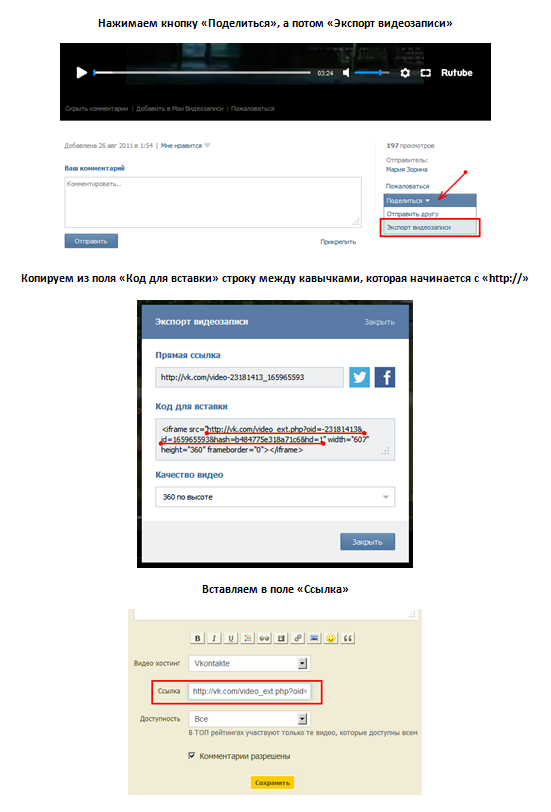 Нажимаем кнопку «Поделиться», а потом «Экспорт видеозаписи»
03:24 Rutube
Скрыть комментарии | Добавить в Мои Видеозаписи | Пожаловаться
Добавлена 26 авг 2011 в 1:54 | Мне нравится
197 просмотров
Отправитель:
Мария Зорина
Ваш комментарий
Комментировать…
Пожаловаться
Поделиться
Отправить другу
Экспорт видеозаписи
Отправить
Прикрепить
Копируем из поля «Код для вставки» строку между кавычками, которая начинается с «http://»
Экспорт видеозаписи Закрыть
Прямая ссылка
http://vk.com/video-23181413_165965593
Код для вставки
<iframe src="http://vk.com/video_ext.php?oid=-23181413&
id=165965593&hash=b484775e318a71c6&hd=1" width="607"
height="360" frameborder="0"></iframe>
Качество видео
360 по высоте
Закрыть
Вставляем в поле «Ссылка»
B I U
Видео хостинг Vkontakte
Ссылка http://vk.com/video_ext.php?oid=
Доступность Все
В ТОП рейтингах участвуют только те видео, которые доступны всем
Комментарии разрешены
Сохранить